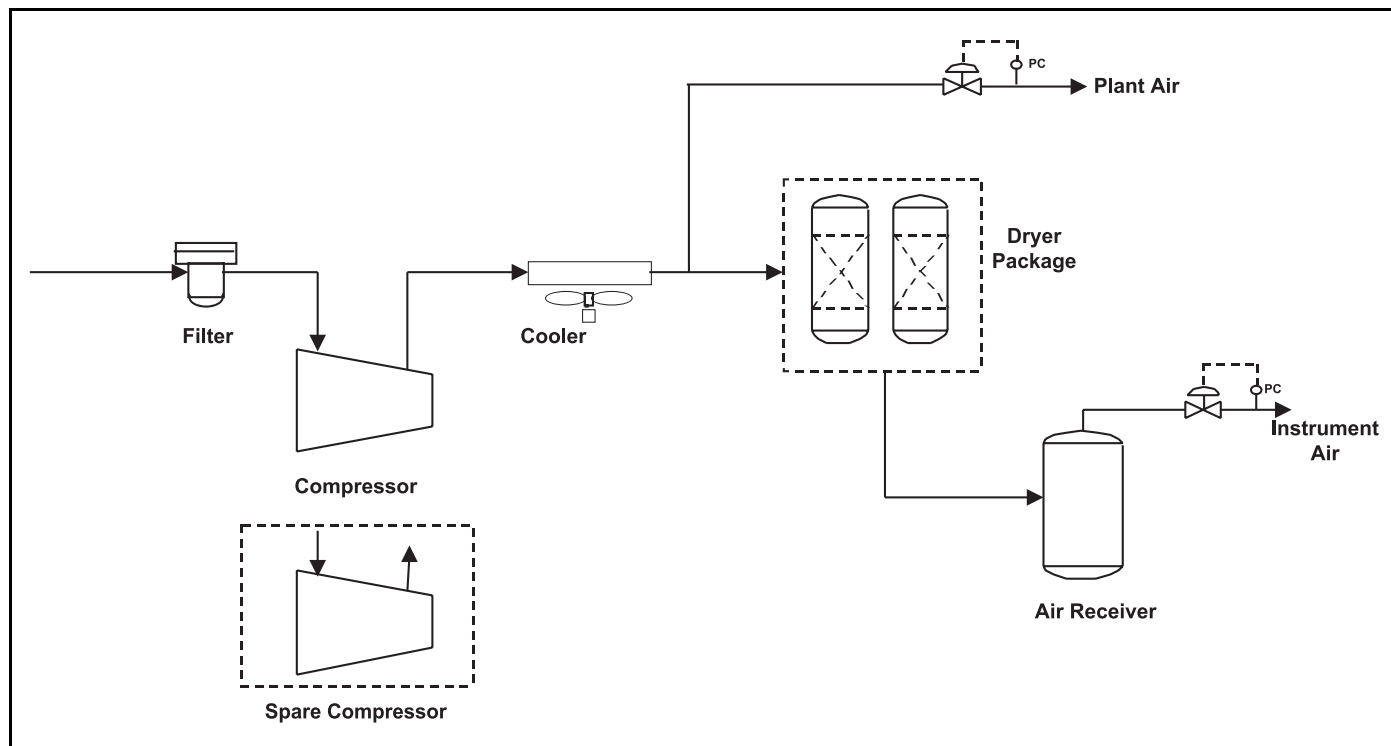 PC
Plant Air
Dryer
Package
Filter
Cooler
PC
Instrument
Air
Compressor
Air Receiver
Spare Compressor